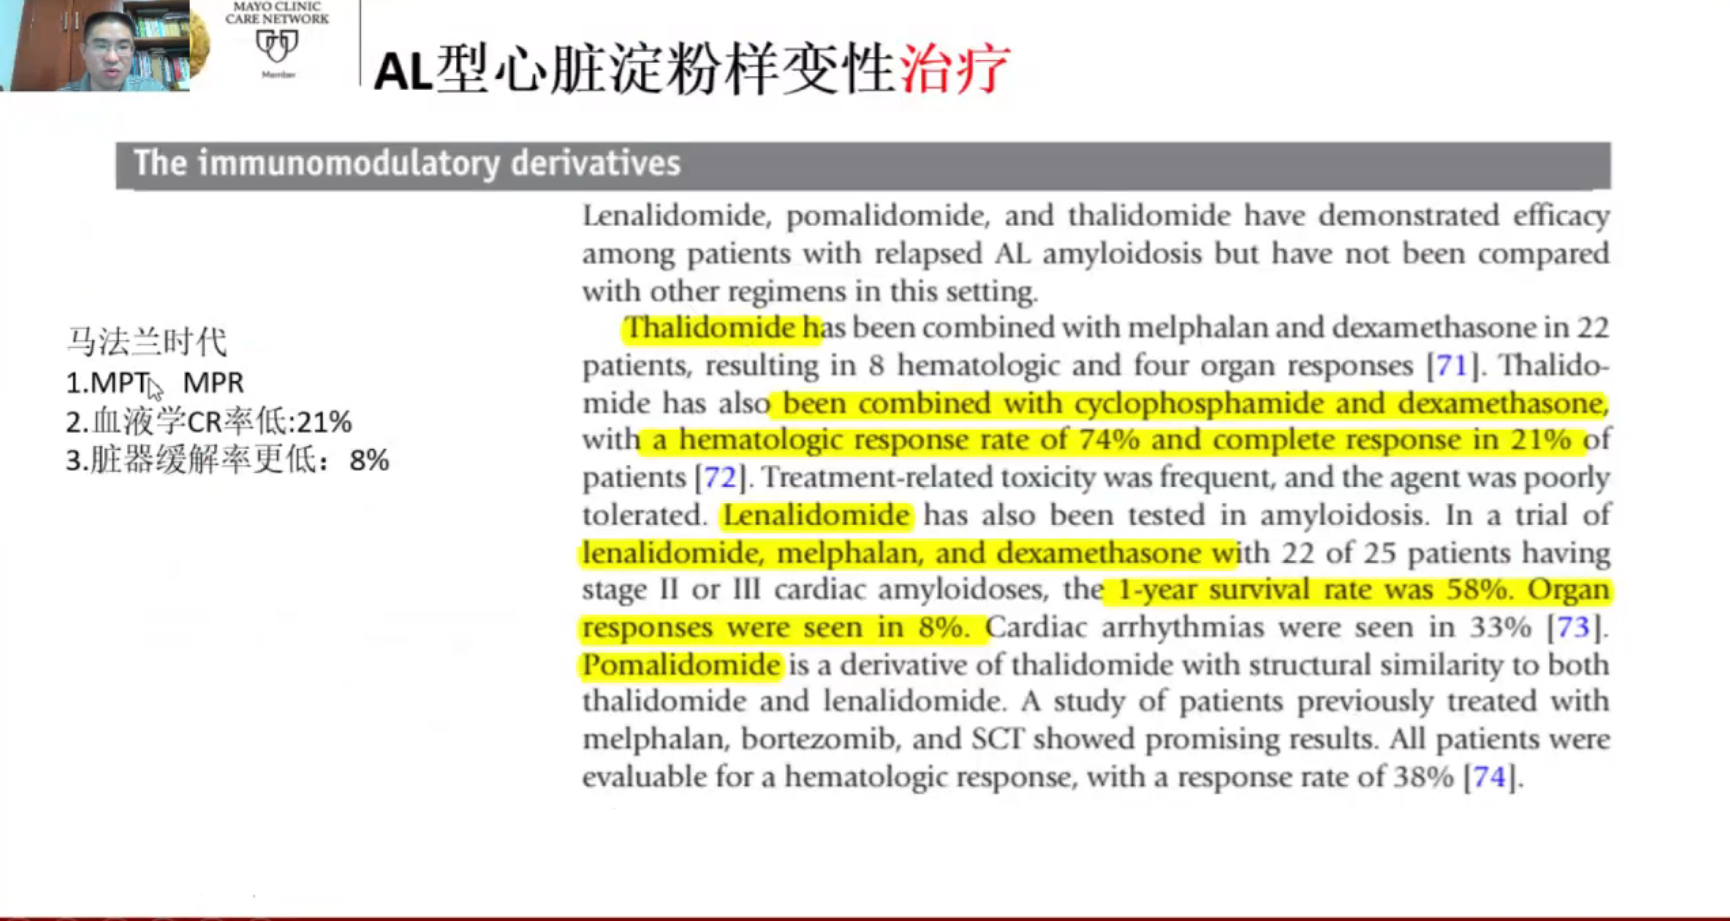 MAYO CLINIC
CARE NETWORK
Member
AL型心脏淀粉样变性治疗
The immunomodulatory derivatives
马法兰时代
1.MPT MPR
2.血液学CR率低:21%
3.脏器缓解率更低：8%
Lenalidomide, pomalidomide, and thalidomide have demonstrated efficacy
among patients with relapsed AL amyloidosis but have not been compared
with other regimens in this setting.
Thalidomide has been combined with melphalan and dexamethasone in 22
patients, resulting in 8 hematologic and four organ responses [71]. Thalido-
mide has also been combined with cyclophosphamide and dexamethasone,
with a hematologic response rate of 74% and complete response in 21% of
patients [72]. Treatment-related toxicity was frequent, and the agent was poorly
tolerated. Lenalidomide has also been tested in amyloidosis. In a trial of
lenalidomide, melphalan, and dexamethasone with 22 of 25 patients having
stage II or III cardiac amyloidoses, the 1-year survival rate was 58%. Organ
responses were seen in 8%. Cardiac arrhythmias were seen in 33% [73].
Pomalidomide is a derivative of thalidomide with structural similarity to both
thalidomide and lenalidomide. A study of patients previously treated with
melphalan, bortezomib, and SCT showed promising results. All patients were
evaluable for a hematologic response, with a response rate of 38% [74].